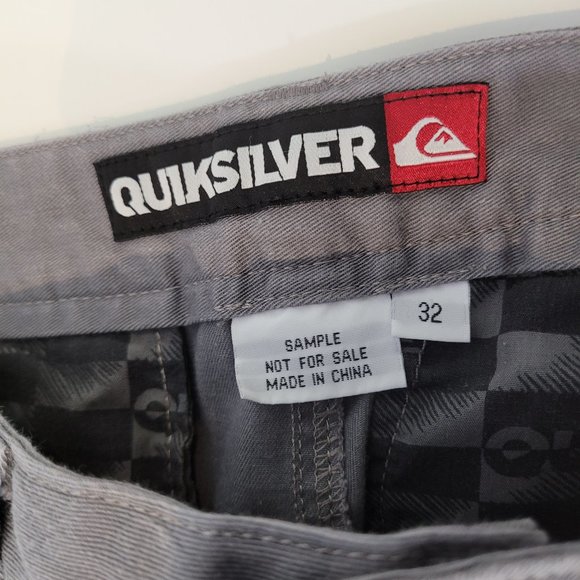 QUIKSILVER
32
SAMPLE
NOT FOR SALE
MADE IN CHINA